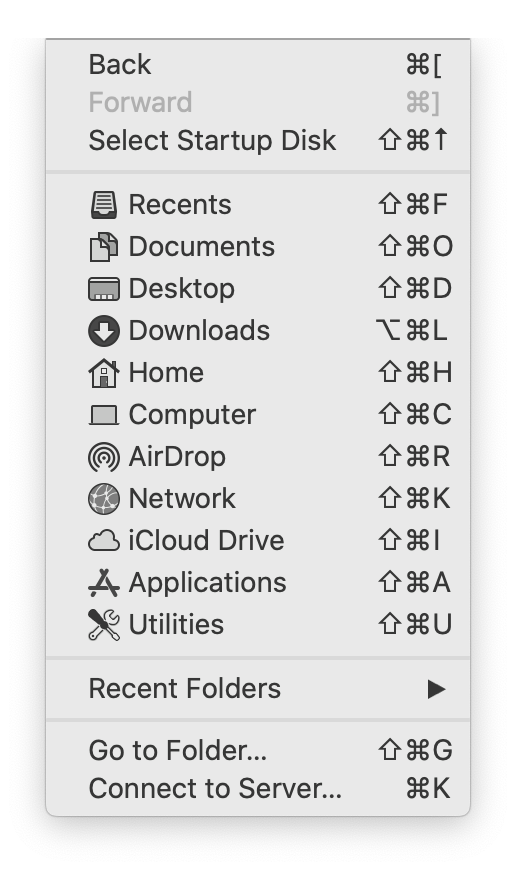 Back ⌘[
Forward ⌘]
Select Startup Disk ⇧⌘↑
Recents ⇧⌘F
Documents ⇧⌘O
Desktop ⇧⌘D
Downloads ⌥⌘L
Home ⇧⌘H
Computer ⇧⌘C
AirDrop ⇧⌘R
Network ⇧⌘K
iCloud Drive ⇧⌘I
Applications ⇧⌘A
Utilities ⇧⌘U
Recent Folders ▶
Go to Folder... ⇧⌘G
Connect to Server... ⌘K